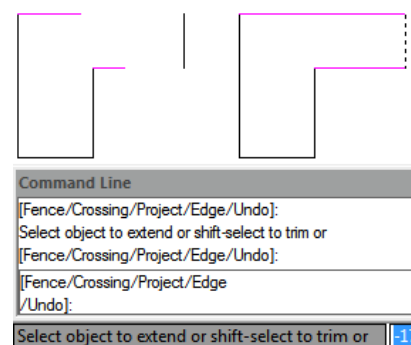 Command Line
[Fence/Crossing/Project/Edge/Undo]:
Select object to extend or shift-select to trim or
[Fence/Crossing/Project/Edge/Undo]:
[Fence/Crossing/Project/Edge
/Undo]:
Select object to extend or shift-select to trim or